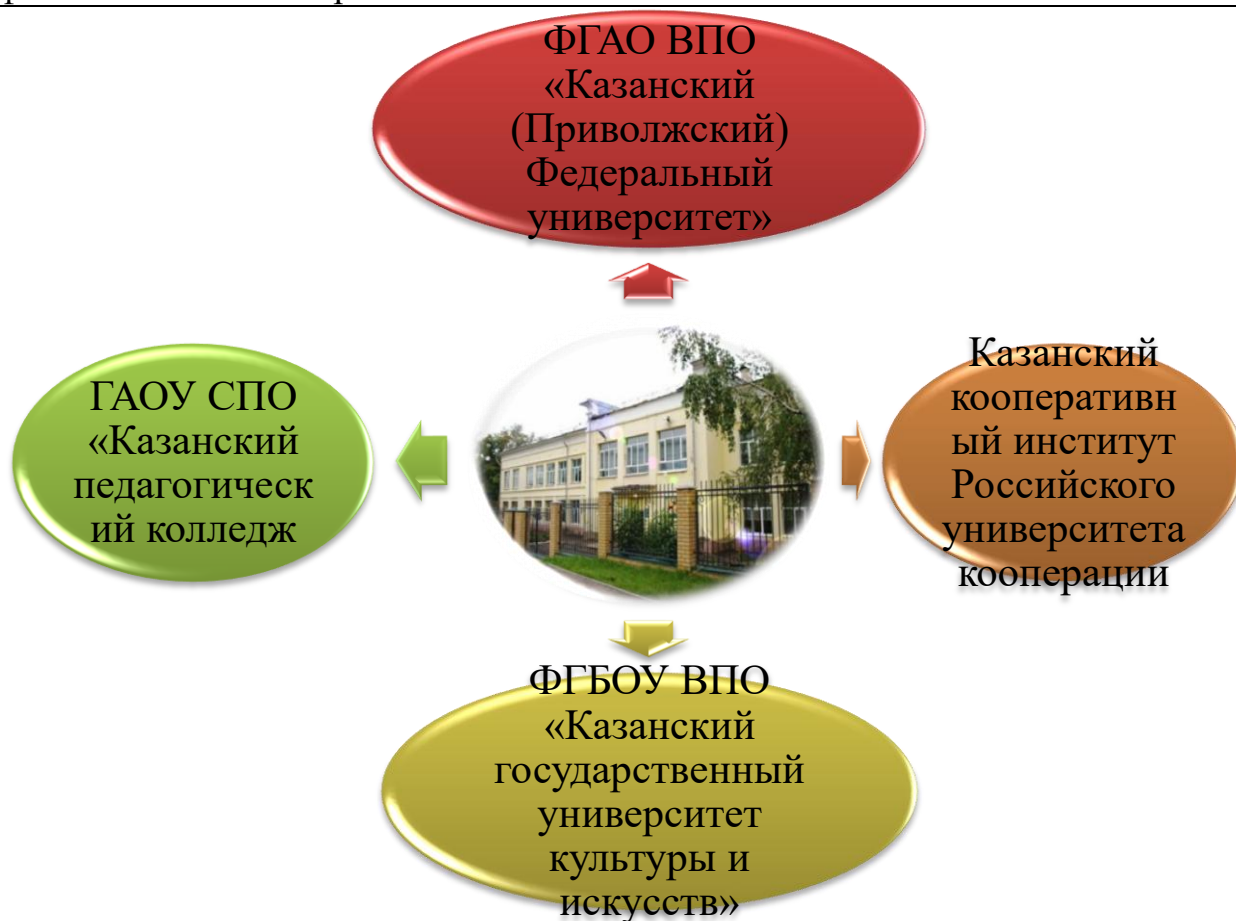 ФГАО ВПО
«Казанский
(Приволжский)
Федеральный
университет»
ГАОУ СПО
«Казанский
педагогическ
ий колледж
Казанский
кооперативн
ый институт
Российского
университета
кооперации
ФГБОУ ВПО
«Казанский
государственный
университет
культуры и
искусств»